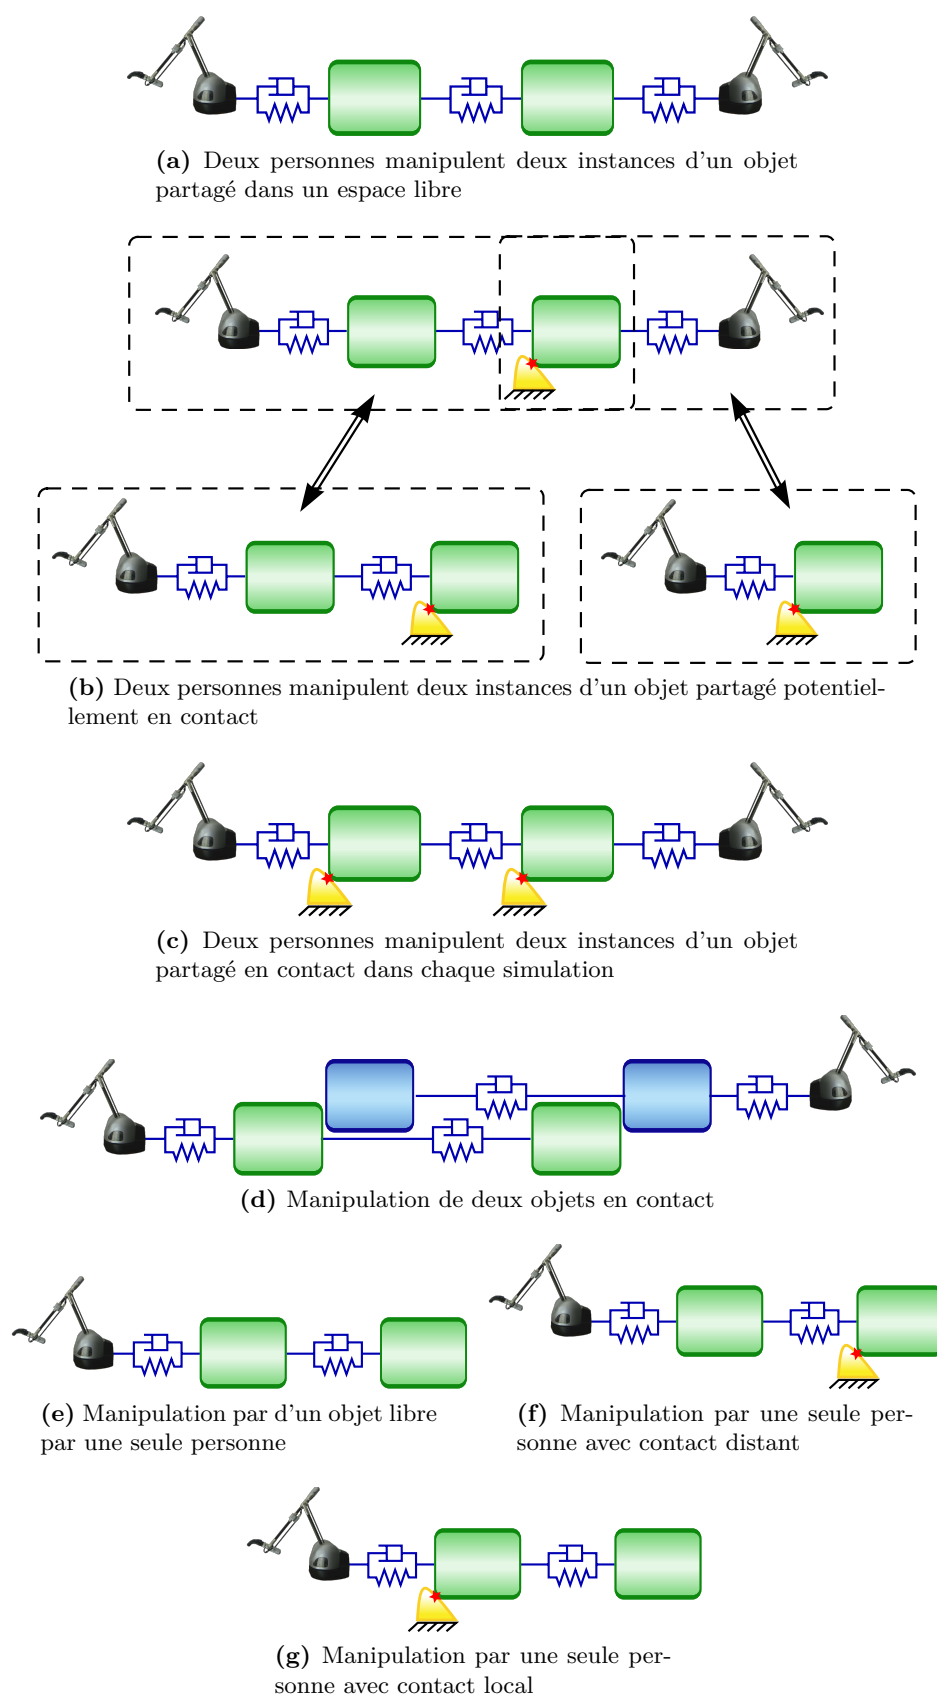 (a) Deux personnes manipulent deux instances d'un objet
partagé dans un espace libre
(b) Deux personnes manipulent deux instances d'un objet partagé potentiel-
lement en contact
(c) Deux personnes manipulent deux instances d'un objet
partagé en contact dans chaque simulation
(d) Manipulation de deux objets en contact
(e) Manipulation par d'un objet libre
par une seule personne
(f) Manipulation par une seule per-
sonne avec contact distant
(g) Manipulation par une seule per-
sonne avec contact local